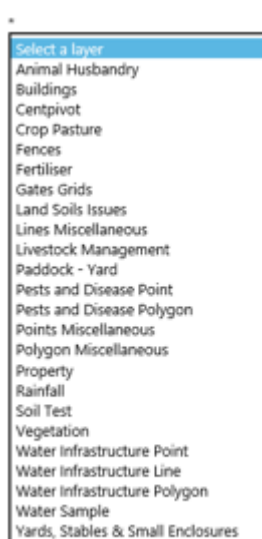 Select a layer
Animal Husbandry
Buildings
Centpivot
Crop Pasture
Fences
Fertiliser
Gates Grids
Land Soils Issues
Lines Miscellaneous
Livestock Management
Paddock - Yard
Pests and Disease Point
Pests and Disease Polygon
Points Miscellaneous
Polygon Miscellaneous
Property
Rainfall
Soil Test
Vegetation
Water Infrastructure Point
Water Infrastructure Line
Water Infrastructure Polygon
Water Sample
Yards, Stables & Small Enclosures